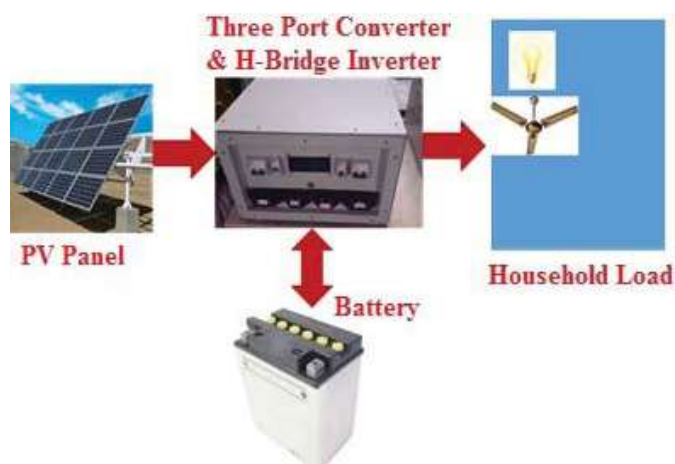 Three Port Converter
& H-Bridge Inverter
PV Panel
Household Load
Battery